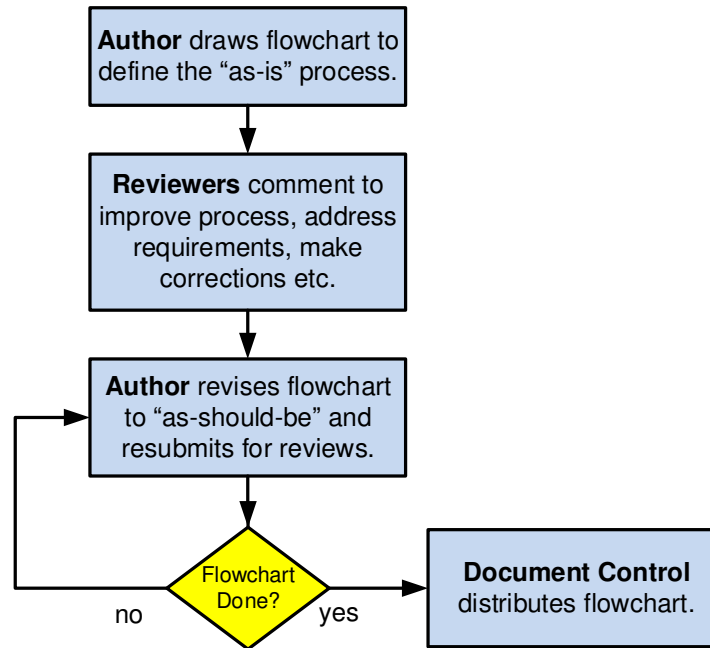 Author draws flowchart to
define the “as-is” process.
Reviewers comment to
improve process, address
requirements, make
corrections etc.
Author revises flowchart
to “as-should-be” and
resubmits for reviews.
Flowchart
Done?
no
yes
Document Control
distributes flowchart.